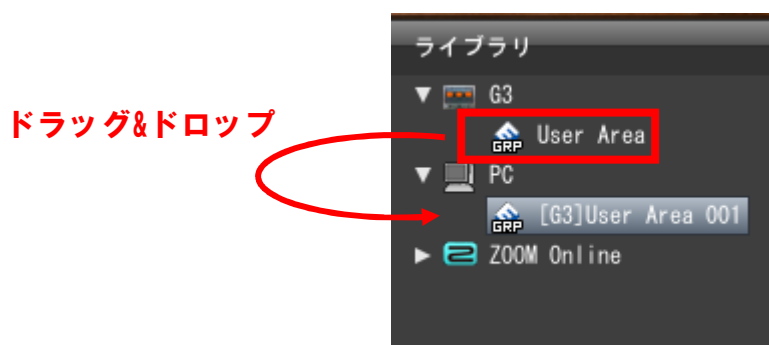 ライブラリ
G3
ドラッグ&ドロップ
GRP User Area
PC
GRP [G3]User Area 001
ZOOM Online